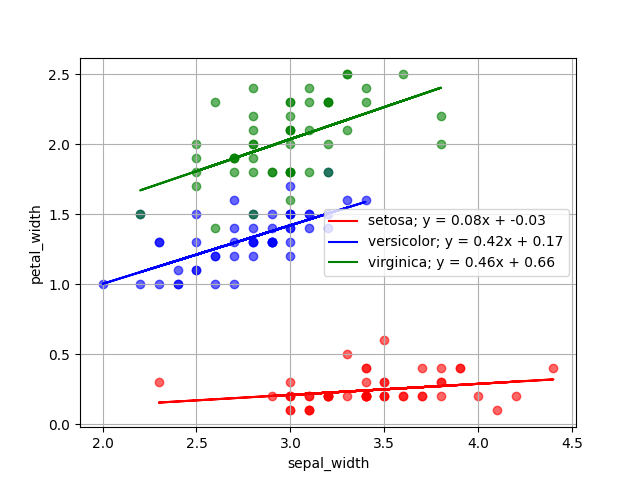 2.5
2.0
1.5
1.0
0.5
0.0
petal_width
setosa; y = 0.08x + -0.03
versicolor; y = 0.42x + 0.17
virginica; y = 0.46x + 0.66
2.0 2.5 3.0 3.5 4.0 4.5
sepal_width